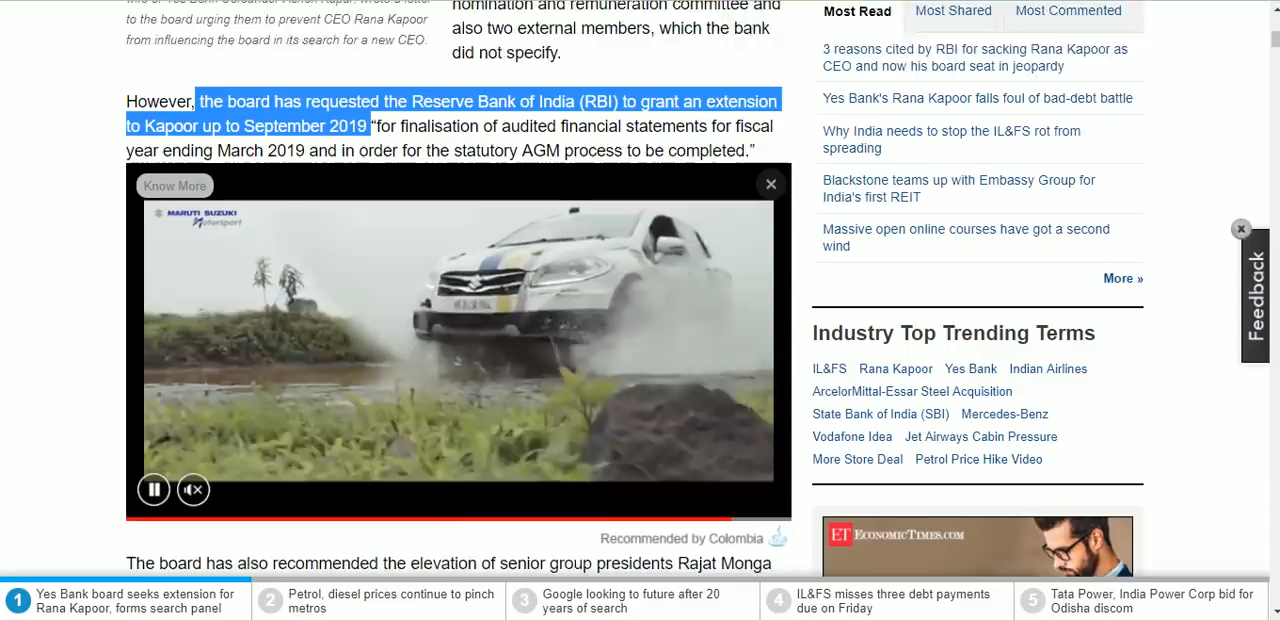 to the board urging them to prevent CEO Rana Kapoor
from influencing the board in its search for a new CEO.
nomination and remuneration committee and
also two external members, which the bank
did not specify.
However, the board has requested the Reserve Bank of India (RBI) to grant an extension
to Kapoor up to September 2019 “for finalisation of audited financial statements for fiscal
year ending March 2019 and in order for the statutory AGM process to be completed.”
Know More
MARUTI SUZUKI
Motorsport
Recommended by Colombia
The board has also recommended the elevation of senior group presidents Rajat Monga
Most Read
Most Shared
Most Commented
3 reasons cited by RBI for sacking Rana Kapoor as
CEO and now his board seat in jeopardy
Yes Bank's Rana Kapoor falls foul of bad-debt battle
Why India needs to stop the IL&FS rot from
spreading
Blackstone teams up with Embassy Group for
India's first REIT
Massive open online courses have got a second
wind
More »
Industry Top Trending Terms
IL&FS Rana Kapoor Yes Bank Indian Airlines
ArcelorMittal-Essar Steel Acquisition
State Bank of India (SBI) Mercedes-Benz
Vodafone Idea Jet Airways Cabin Pressure
More Store Deal Petrol Price Hike Video
ET ECONOMICTIMES.COM
Feedback
1 Yes Bank board seeks extension for
Rana Kapoor, forms search panel
2 Petrol, diesel prices continue to pinch
metros
3 Google looking to future after 20
years of search
4 IL&FS misses three debt payments
due on Friday
5 Tata Power, India Power Corp bid for
Odisha discom